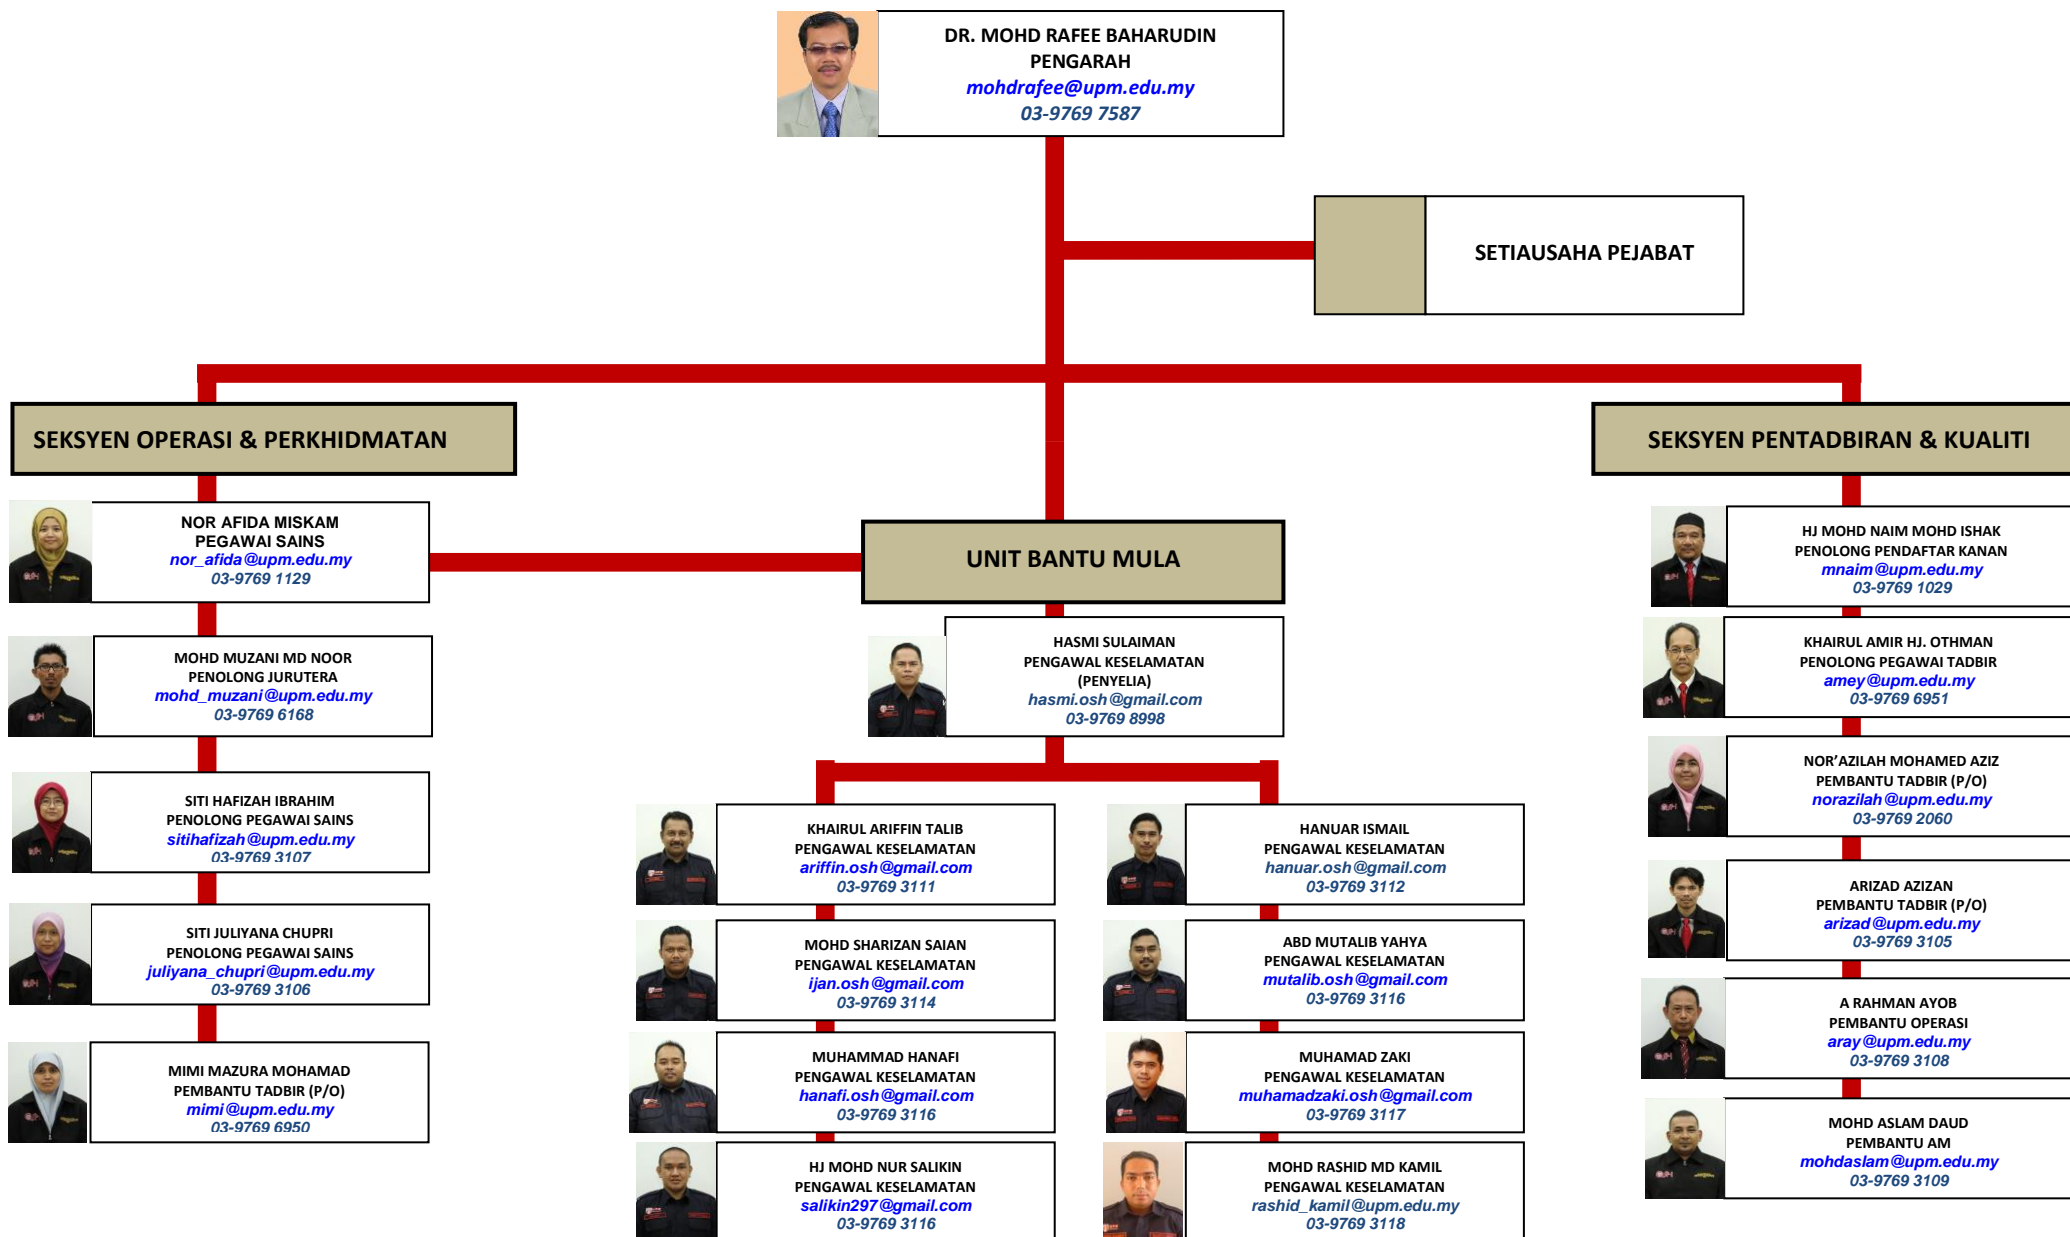 DR. MOHD RAFEE BAHARUDIN
PENGARAH
mohdrafee@upm.edu.my
03-9769 7587
SETIAUSAHA PEJABAT
SEKSYEN OPERASI & PERKHIDMATAN
NOR AFIDA MISKAM
PEGAWAI SAINS
nor_afida@upm.edu.my
03-9769 1129
MOHD MUZANI MD NOOR
PENOLONG JURUTERA
mohd_muzani@upm.edu.my
03-9769 6168
SITI HAFIZAH IBRAHIM
PENOLONG PEGAWAI SAINS
sitihafizah@upm.edu.my
03-9769 3107
SITI JULIYANA CHUPRI
PENOLONG PEGAWAI SAINS
juliyana_chupri@upm.edu.my
03-9769 3106
MIMI MAZURA MOHAMAD
PEMBANTU TADBIR (P/O)
mimi@upm.edu.my
03-9769 6950
UNIT BANTU MULA
HASMI SULAIMAN
PENGAWAL KESELAMATAN
(PENYELIA)
hasmi.osh@gmail.com
03-9769 8998
KHAIRUL ARIFFIN TALIB
PENGAWAL KESELAMATAN
ariffin.osh@gmail.com
03-9769 3111
MOHD SHARIZAN SAIAN
PENGAWAL KESELAMATAN
ijan.osh@gmail.com
03-9769 3114
MUHAMMAD HANAFI
PENGAWAL KESELAMATAN
hanafi.osh@gmail.com
03-9769 3116
HJ MOHD NUR SALIKIN
PENGAWAL KESELAMATAN
salikin297@gmail.com
03-9769 3116
HANUAR ISMAIL
PENGAWAL KESELAMATAN
hanuar.osh@gmail.com
03-9769 3112
ABD MUTALIB YAHYA
PENGAWAL KESELAMATAN
mutalib.osh@gmail.com
03-9769 3116
MUHAMAD ZAKI
PENGAWAL KESELAMATAN
muhamadzaki.osh@gmail.com
03-9769 3117
MOHD RASHID MD KAMIL
PENGAWAL KESELAMATAN
rashid_kamil@upm.edu.my
03-9769 3118
SEKSYEN PENTADBIRAN & KUALITI
HJ MOHD NAIM MOHD ISHAK
PENOLONG PENDAFTAR KANAN
mnaim@upm.edu.my
03-9769 1029
KHAIRUL AMIR HJ. OTHMAN
PENOLONG PEGAWAI TADBIR
amey@upm.edu.my
03-9769 6951
NOR’AZILAH MOHAMED AZIZ
PEMBANTU TADBIR (P/O)
norazilah@upm.edu.my
03-9769 2060
ARIZAD AZIZAN
PEMBANTU TADBIR (P/O)
arizad@upm.edu.my
03-9769 3105
A RAHMAN AYOB
PEMBANTU OPERASI
aray@upm.edu.my
03-9769 3108
MOHD ASLAM DAUD
PEMBANTU AM
mohdaslam@upm.edu.my
03-9769 3109